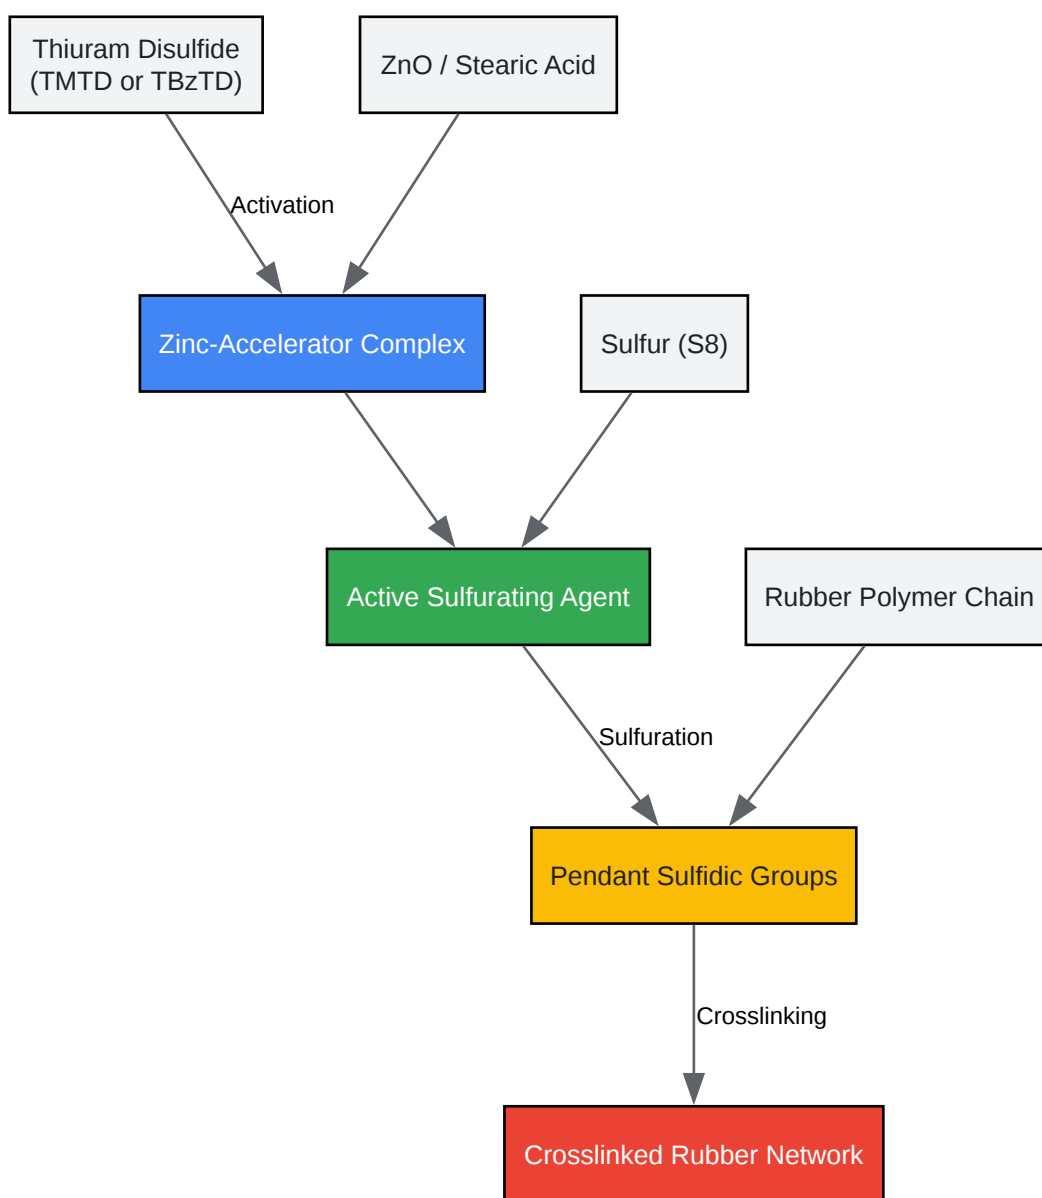 Thiuram Disulfide
(TMTD or TBzTD)
ZnO / Stearic Acid
Activation
Zinc-Accelerator Complex
Sulfur (S8)
Active Sulfurating Agent
Rubber Polymer Chain
Sulfuration
Pendant Sulfidic Groups
Crosslinking
Crosslinked Rubber Network